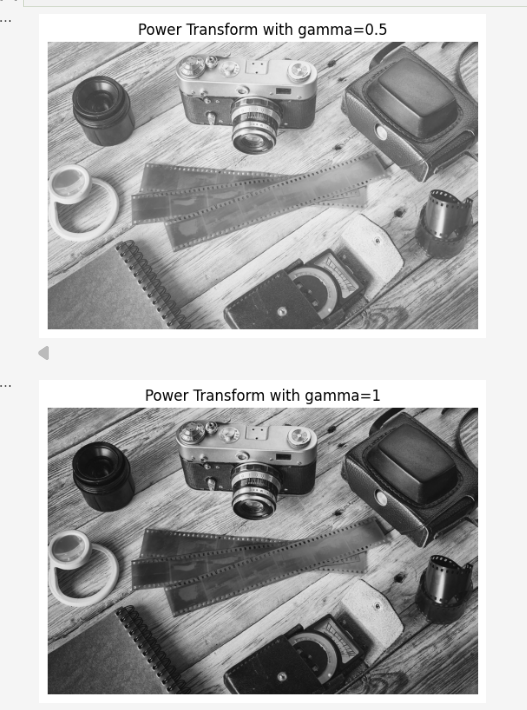 ...
Power Transform with gamma=0.5
...
Power Transform with gamma=1